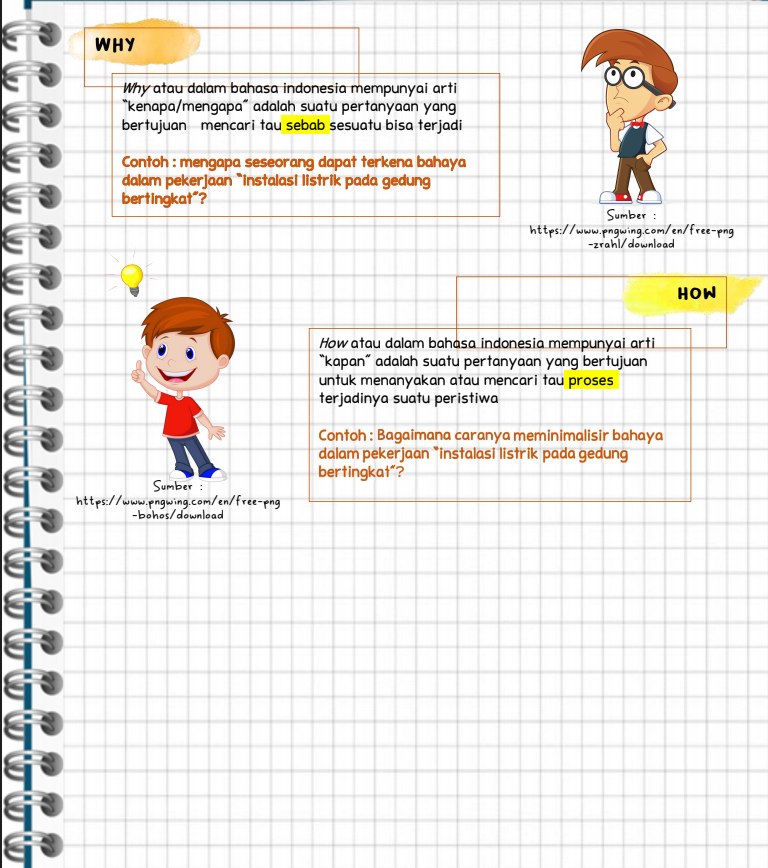 WHY
Why atau dalam bahasa indonesia mempunyai arti
"kenapa/mengapa" adalah suatu pertanyaan yang
bertujuan mencari tau sebab sesuatu bisa terjadi
Contoh : mengapa seseorang dapat terkena bahaya
dalam pekerjaan "instalasi listrik pada gedung
bertingkat"?
Sumber :
https://www.pngwing.com/en/free-png
-zrahl/download
HOW
How atau dalam bahasa indonesia mempunyai arti
"kapan" adalah suatu pertanyaan yang bertujuan
untuk menanyakan atau mencari tau proses
terjadinya suatu peristiwa
Contoh : Bagaimana caranya meminimalisir bahaya
dalam pekerjaan "instalasi listrik pada gedung
bertingkat"?
Sumber :
https://www.pngwing.com/en/free-png
-bohos/download